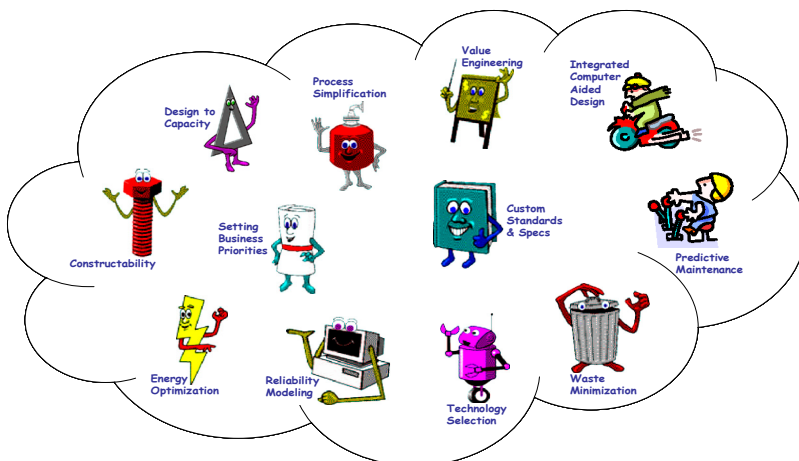 Value
Engineering
Integrated
Computer
Aided
Design
Process
Simplification
Design to
Capacity
Custom
Standards
& Specs
Setting
Business
Priorities
Constructability
Predictive
Maintenance
Energy
Optimization
Reliability
Modeling
Technology
Selection
Waste
Minimization